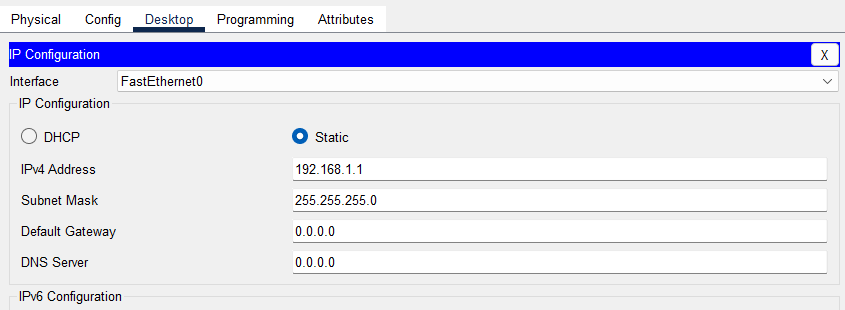 Physical Config Desktop Programming Attributes
IP Configuration X
Interface FastEthernet0
IP Configuration
DHCP Static
IPv4 Address 192.168.1.1
Subnet Mask 255.255.255.0
Default Gateway 0.0.0.0
DNS Server 0.0.0.0
IPv6 Configuration